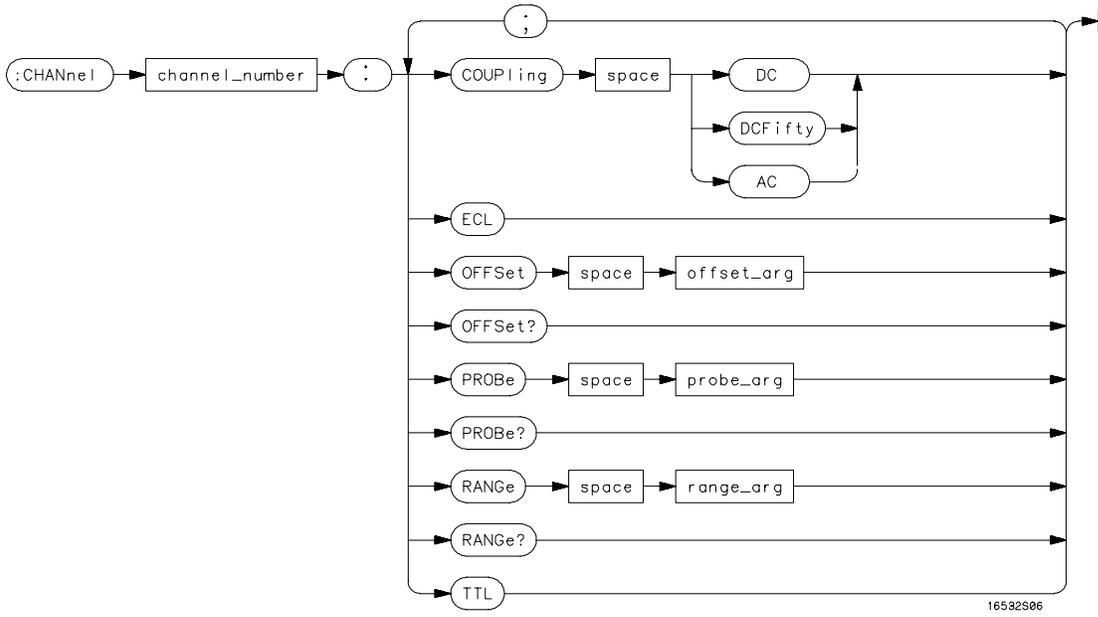 ;
:CHANnel channel_number : COUPling space DC
DCFifty
AC
ECL
OFFSet space offset_arg
OFFSet?
PROBe space probe_arg
PROBe?
RANGe space range_arg
RANGe?
TTL
16532S06